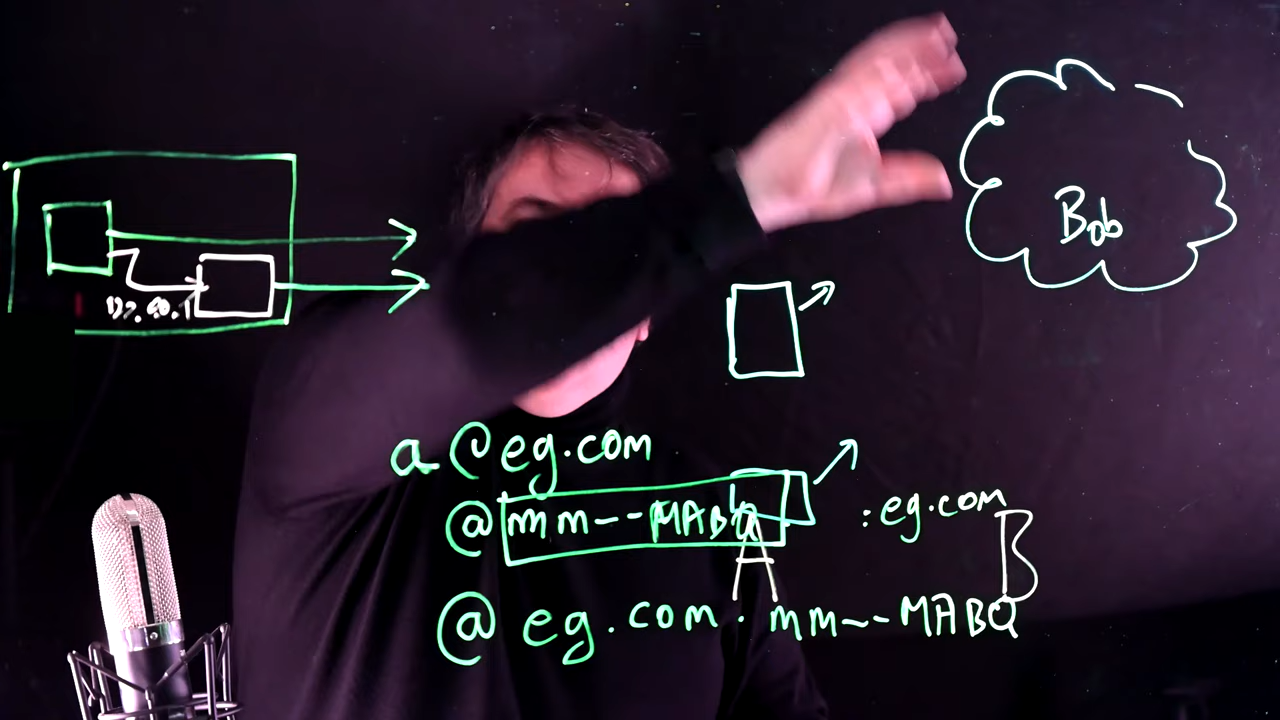 Bob
a @eg.com
@ mm---MABQ :eg.com
A
B
@ eg.com.mm---MABQ